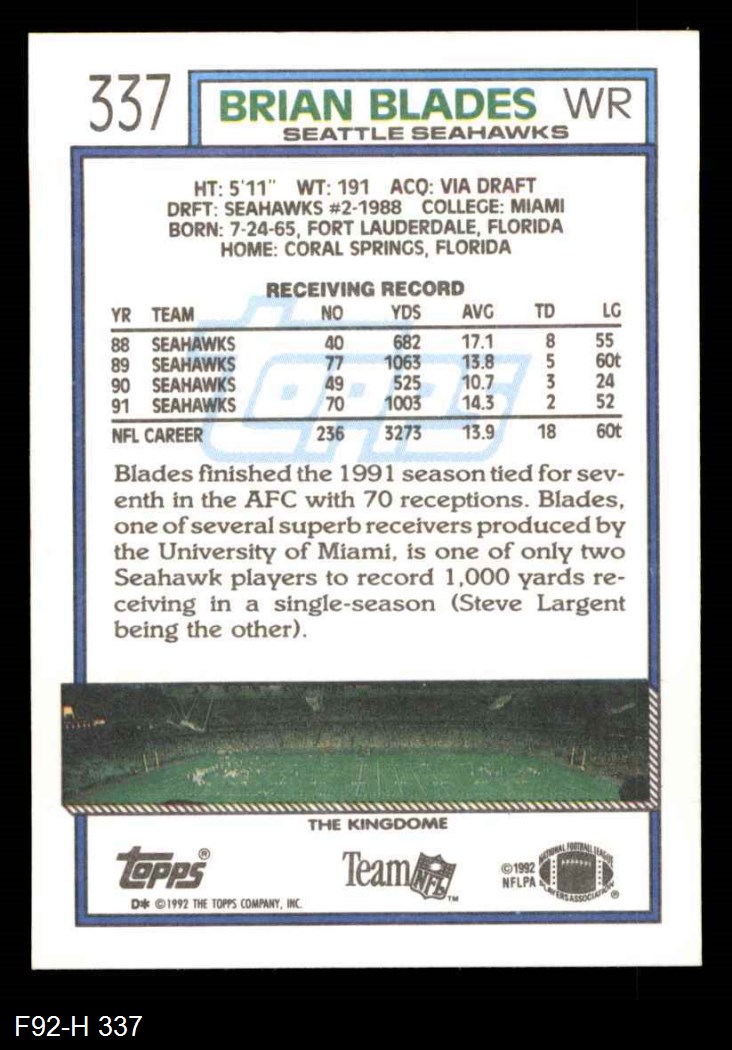 337 BRIAN BLADES WR
SEATTLE SEAHAWKS
HT: 5'11" WT: 191 ACQ: VIA DRAFT
DRFT: SEAHAWKS #2-1988 COLLEGE: MIAMI
BORN: 7-24-65, FORT LAUDERDALE, FLORIDA
HOME: CORAL SPRINGS, FLORIDA
RECEIVING RECORD
YR TEAM NO YDS AVG TD LG
88 SEAHAWKS 40 682 17.1 8 55
89 SEAHAWKS 77 1063 13.8 5 60t
90 SEAHAWKS 49 525 10.7 3 24
91 SEAHAWKS 70 1003 14.3 2 52
NFL CAREER 236 3273 13.9 18 60t
topps
Blades finished the 1991 season tied for sev-
enth in the AFC with 70 receptions. Blades,
one of several superb receivers produced by
the University of Miami, is one of only two
Seahawk players to record 1,000 yards re-
ceiving in a single-season (Steve Largent
being the other).
THE KINGDOME
topps®
Team NFL™
©1992
NFLPA
NATIONAL FOOTBALL LEAGUE
PLAYERS ASSOCIATION ®
D* ©1992 THE TOPPS COMPANY, INC.
F92-H 337